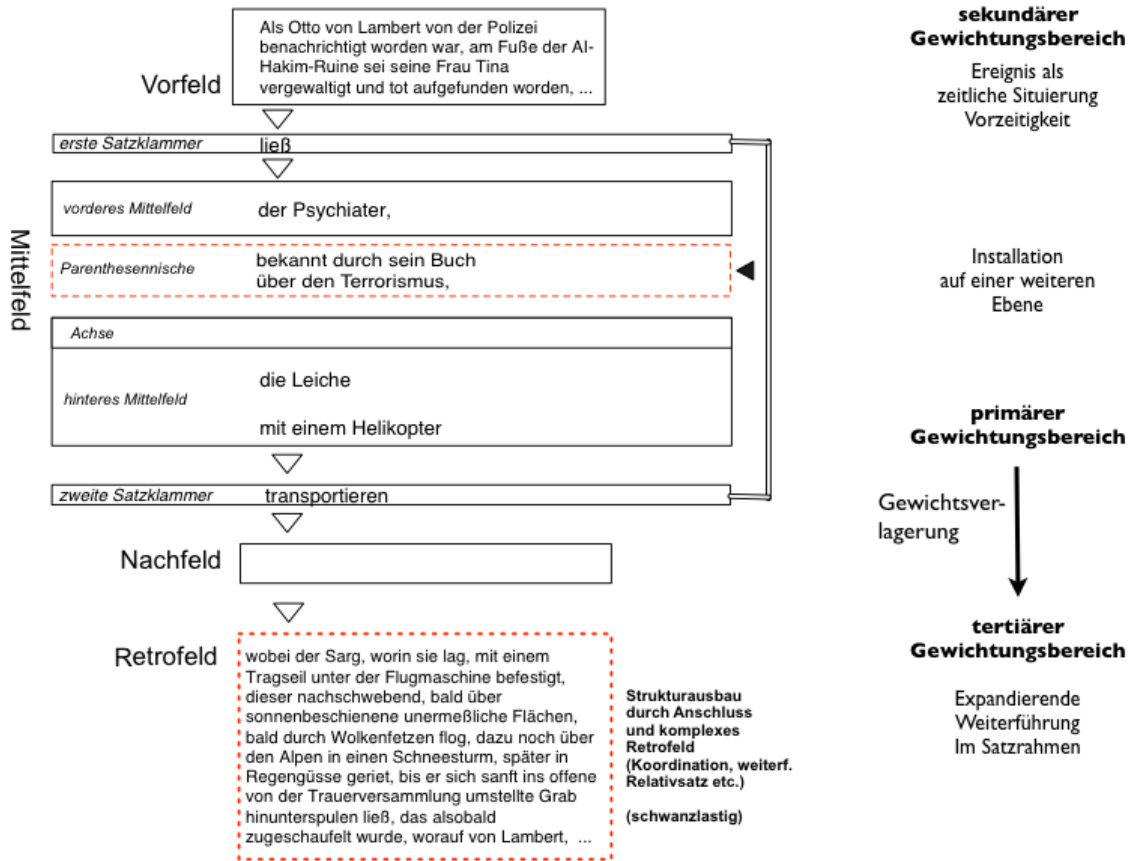 Als Otto von Lambert von der Polizei
benachrichtigt worden war, am Fuße der Al-
Hakim-Ruine sei seine Frau Tina
vergewaltigt und tot aufgefunden worden, ...
Vorfeld
sekundärer
Gewichtungsbereich
Ereignis als
zeitliche Situierung
Vorzeitigkeit
erste Satzklammer
ließ
Mittelfeld
vorderes Mittelfeld
der Psychiater,
Parenthesennische
bekannt durch sein Buch
über den Terrorismus,
Installation
auf einer weiteren
Ebene
Achse
hinteres Mittelfeld
die Leiche
mit einem Helikopter
primärer
Gewichtungsbereich
zweite Satzklammer
transportieren
Gewichtsver-
lagerung
Nachfeld
Retrofeld
wobei der Sarg, worin sie lag, mit einem
Tragseil unter der Flugmaschine befestigt,
dieser nachschwebend, bald über
sonnenbeschienene unermeßliche Flächen,
bald durch Wolkenfetzen flog, dazu noch über
den Alpen in einen Schneesturm, später in
Regengüsse geriet, bis er sich sanft ins offene
von der Trauerversammlung umstellte Grab
hinunterspulen ließ, das alsobald
zugeschaufelt wurde, worauf von Lambert, ...
Strukturausbau
durch Anschluss
und komplexes
Retrofeld
(Koordination, weiterf.
Relativsatz etc.)
(schwanzlastig)
tertiärer
Gewichtungsbereich
Expandierende
Weiterführung
Im Satzrahmen